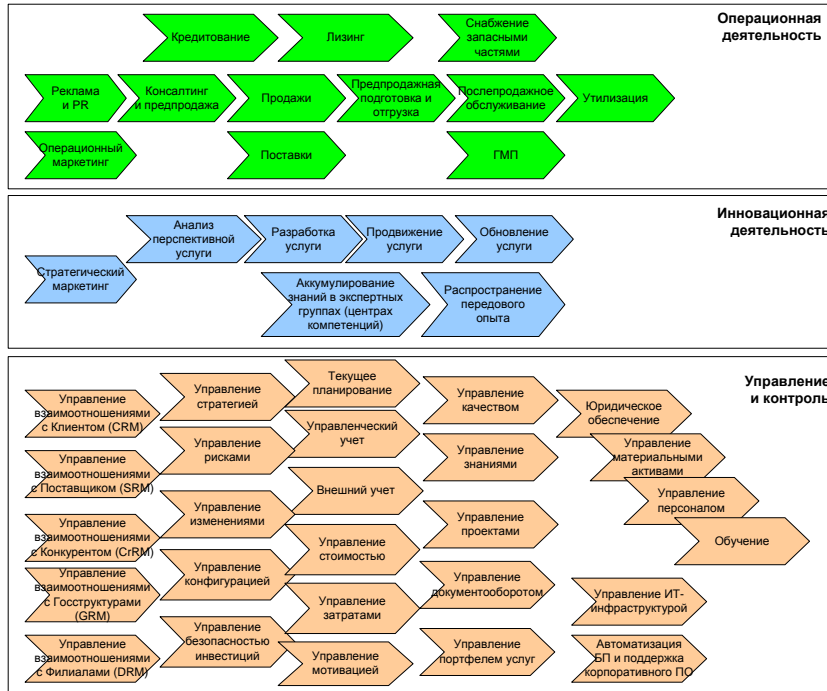 Операционная
деятельность
Кредитование
Лизинг
Снабжение
запасными
частями
Реклама
и PR
Консалтинг
и предпродажа
Продажи
Предпродажная
подготовка и
отгрузка
Послепродажное
обслуживание
Утилизация
Операционный
маркетинг
Поставки
ГМП
Инновационная
деятельность
Анализ
перспективной
услуги
Разработка
услуги
Продвижение
услуги
Обновление
услуги
Стратегический
маркетинг
Аккумулирование
знаний в экспертных
группах (центрах
компетенций)
Распространение
передового
опыта
Управление
и контроль
Управление
взаимоотношениями
с Клиентом (CRM)
Управление
взаимоотношениями
с Поставщиком (SRM)
Управление
взаимоотношениями
с Конкурентом (CrRM)
Управление
взаимоотношениями
с Госструктурами
(GRM)
Управление
взаимоотношениями
с Филиалами (DRM)
Управление
стратегией
Управление
рисками
Управление
изменениями
Управление
конфигурацией
Управление
безопасностью
инвестиций
Текущее
планирование
Управленческий
учет
Внешний учет
Управление
стоимостью
Управление
затратами
Управление
мотивацией
Управление
качеством
Управление
знаниями
Управление
проектами
Управление
документооборотом
Управление
портфелем услуг
Юридическое
обеспечение
Управление
материальными
активами
Управление
персоналом
Обучение
Управление ИТ-
инфраструктурой
Автоматизация
БП и поддержка
корпоративного ПО